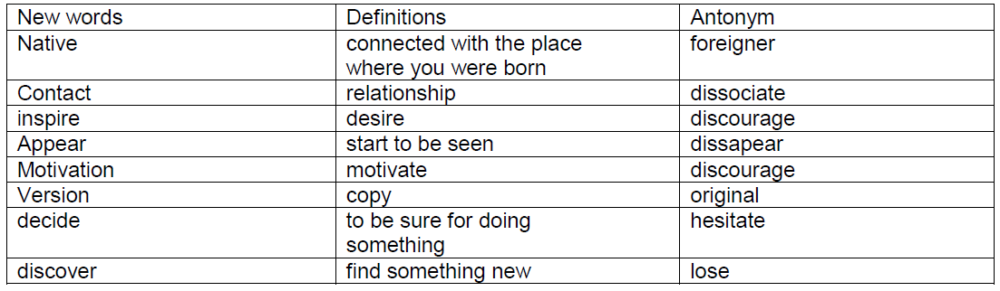 New words Definitions Antonym
Native connected with the place foreigner
where you were born
Contact relationship dissociate
inspire desire discourage
Appear start to be seen dissapear
Motivation motivate discourage
Version copy original
decide to be sure for doing hesitate
something
discover find something new lose